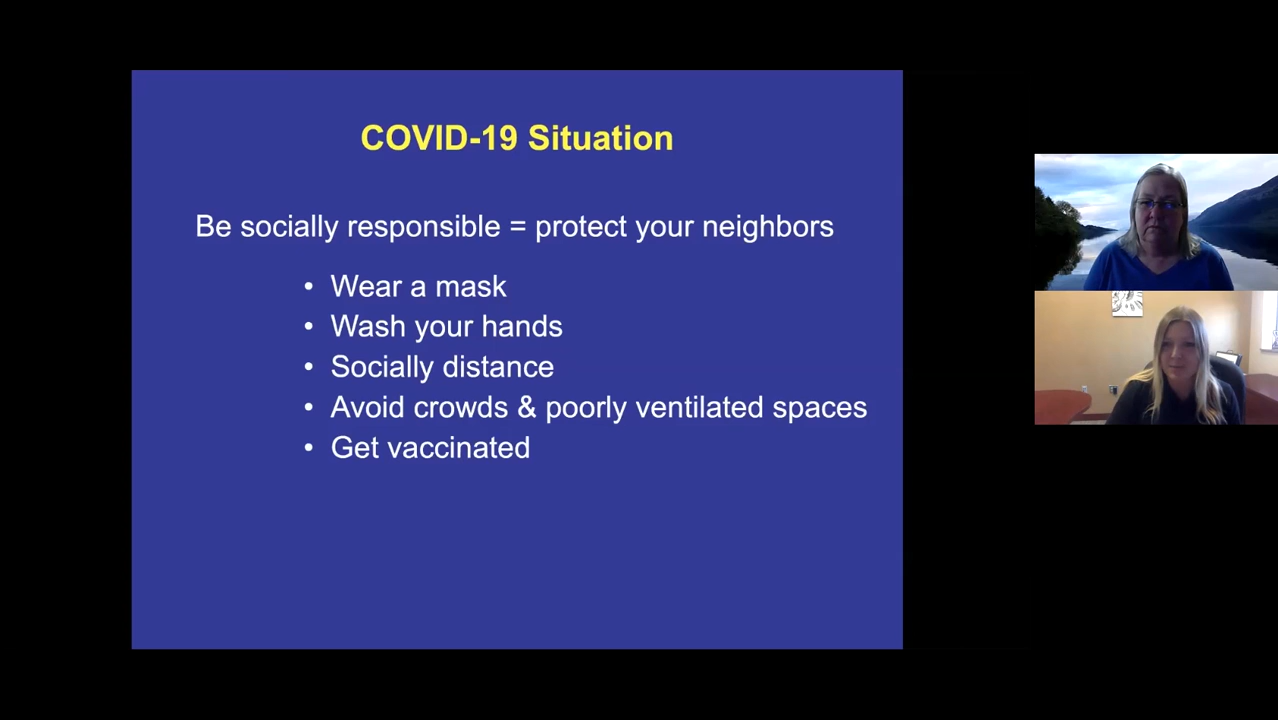 COVID-19 Situation
Be socially responsible = protect your neighbors
• Wear a mask
• Wash your hands
• Socially distance
• Avoid crowds & poorly ventilated spaces
• Get vaccinated